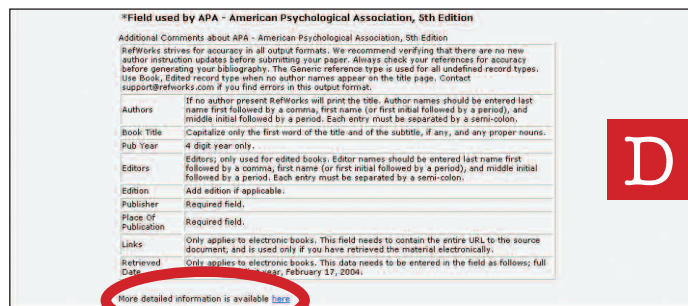 *Field used by APA - American Psychological Association, 5th Edition
Additional Comments about APA - American Psychological Association, 5th Edition
RefWorks strives for accuracy in all output formats. We recommend verifying that there are no new
author instruction updates before submitting your paper. Always check your references for accuracy
before generating your bibliography. The Generic reference type is used for all undefined record types.
Use Book, Edited record type when no author names appear on the title page. Contact
support@refworks.com if you find errors in this output format.
Authors
If no author present RefWorks will print the title. Author names should be entered last
name first followed by a comma, first name (or first initial followed by a period), and
middle initial followed by a period. Each entry must be separated by a semi-colon.
Book Title
Capitalize only the first word of the title and of the subtitle, if any, and any proper nouns.
Pub Year
4 digit year only.
Editors
Editors; only used for edited books. Editor names should be entered last name first
followed by a comma, first name (or first initial followed by a period), and middle initial
followed by a period. Each entry must be separated by a semi-colon.
Edition
Add edition if applicable.
Publisher
Required field.
Place Of
Publication
Required field.
Links
Only applies to electronic books. This field needs to contain the entire URL to the source
document, and is used only if you have retrieved the material electronically.
Retrieved
Date
Only applies to electronic books. This data needs to be entered in the field as follows; full
year, February 17, 2004.
More detailed information is available here
D